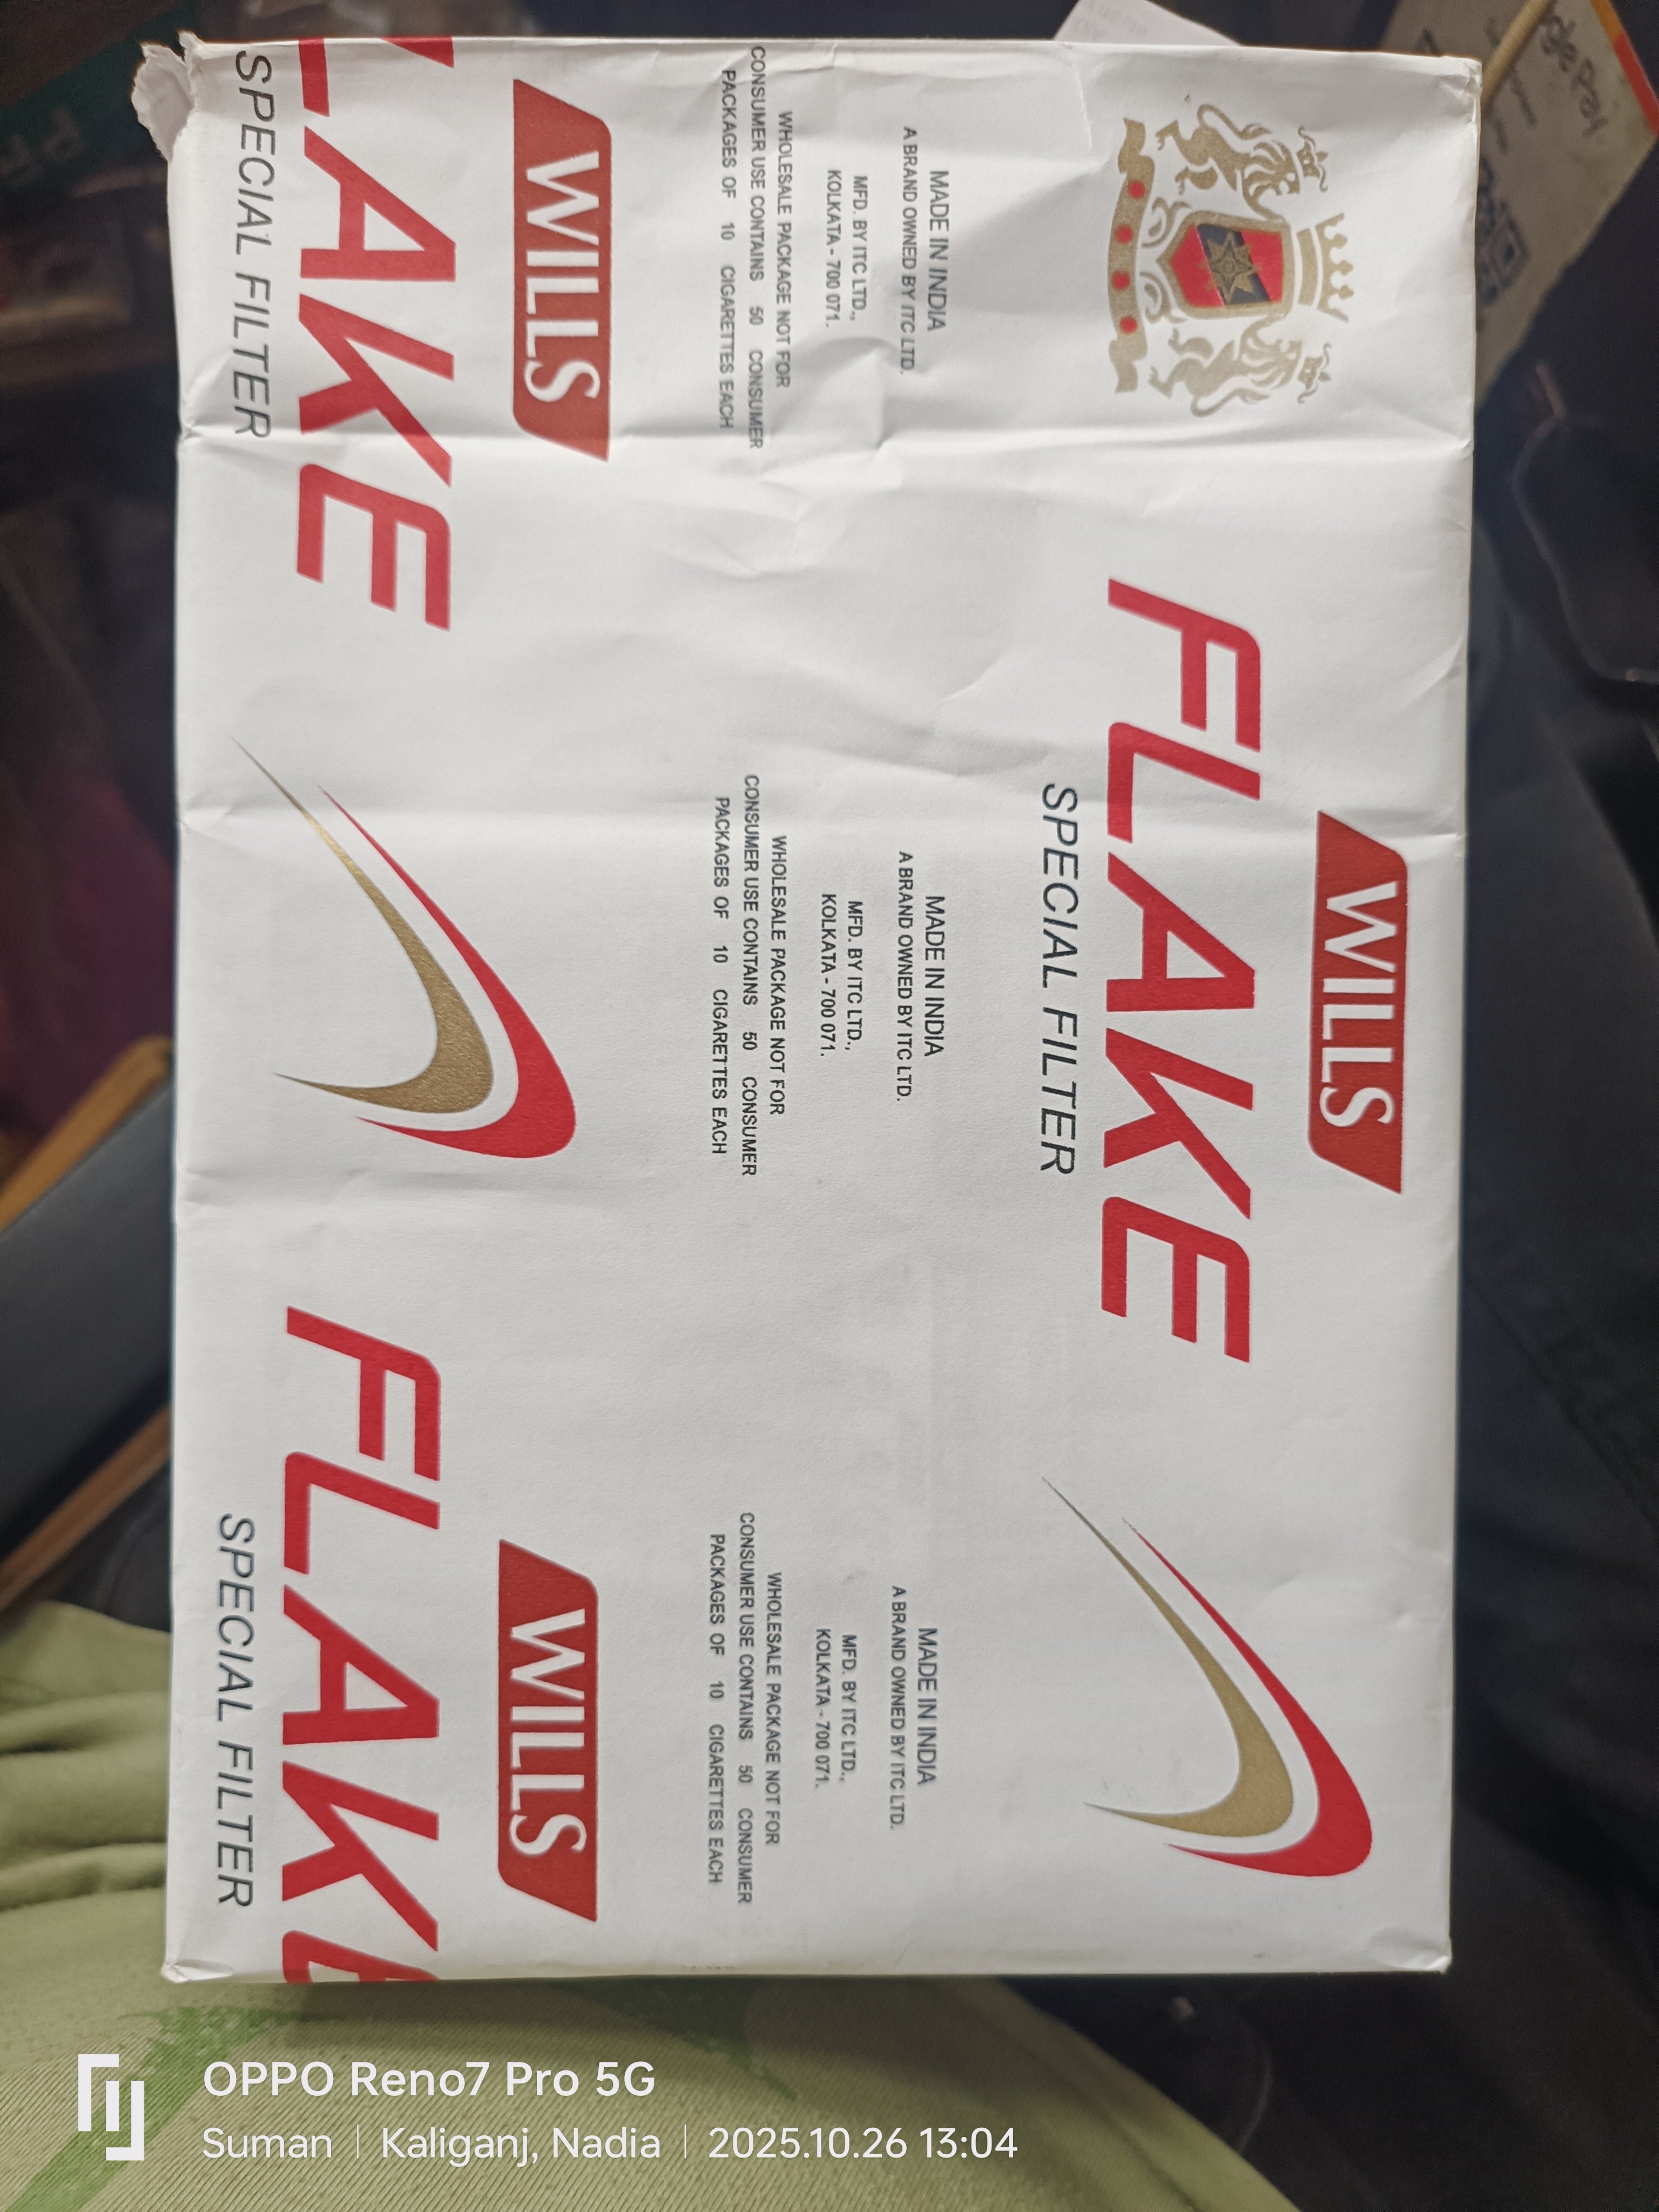 MADE IN INDIA
A BRAND OWNED BY ITC LTD.
MFD. BY ITC LTD.,
KOLKATA - 700 071.
WHOLESALE PACKAGE NOT FOR
CONSUMER USE CONTAINS 50 CONSUMER
PACKAGES OF 10 CIGARETTES EACH
WILLS
LAKE
SPECIAL FILTER
WILLS
FLAKE
SPECIAL FILTER
MADE IN INDIA
A BRAND OWNED BY ITC LTD.
MFD. BY ITC LTD.,
KOLKATA - 700 071.
WHOLESALE PACKAGE NOT FOR
CONSUMER USE CONTAINS 50 CONSUMER
PACKAGES OF 10 CIGARETTES EACH
MADE IN INDIA
A BRAND OWNED BY ITC LTD.
MFD. BY ITC LTD.,
KOLKATA - 700 071.
WHOLESALE PACKAGE NOT FOR
CONSUMER USE CONTAINS 50 CONSUMER
PACKAGES OF 10 CIGARETTES EACH
WILLS
FLAKE
SPECIAL FILTER
OPPO Reno7 Pro 5G
Suman | Kaliganj, Nadia | 2025.10.26 13:04